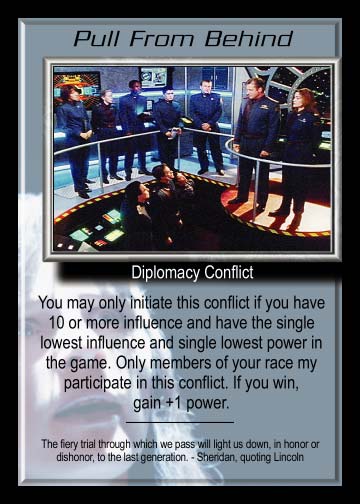 Pull From Behind
Diplomacy Conflict
You may only initiate this conflict if you have
10 or more influence and have the single
lowest influence and single lowest power in
the game. Only members of your race my
participate in this conflict. If you win,
gain +1 power.
The fiery trial through which we pass will light us down, in honor or
dishonor, to the last generation. - Sheridan, quoting Lincoln